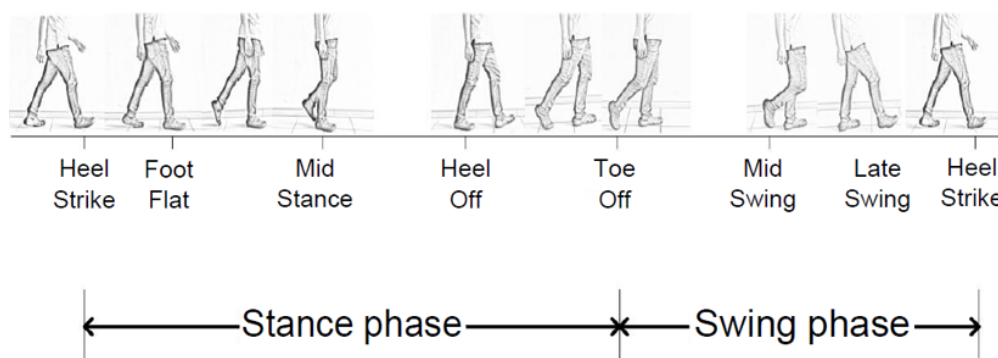 Heel Strike
Foot Flat
Mid Stance
Heel Off
Toe Off
Mid Swing
Late Swing
Heel Strike
Stance phase
Swing phase